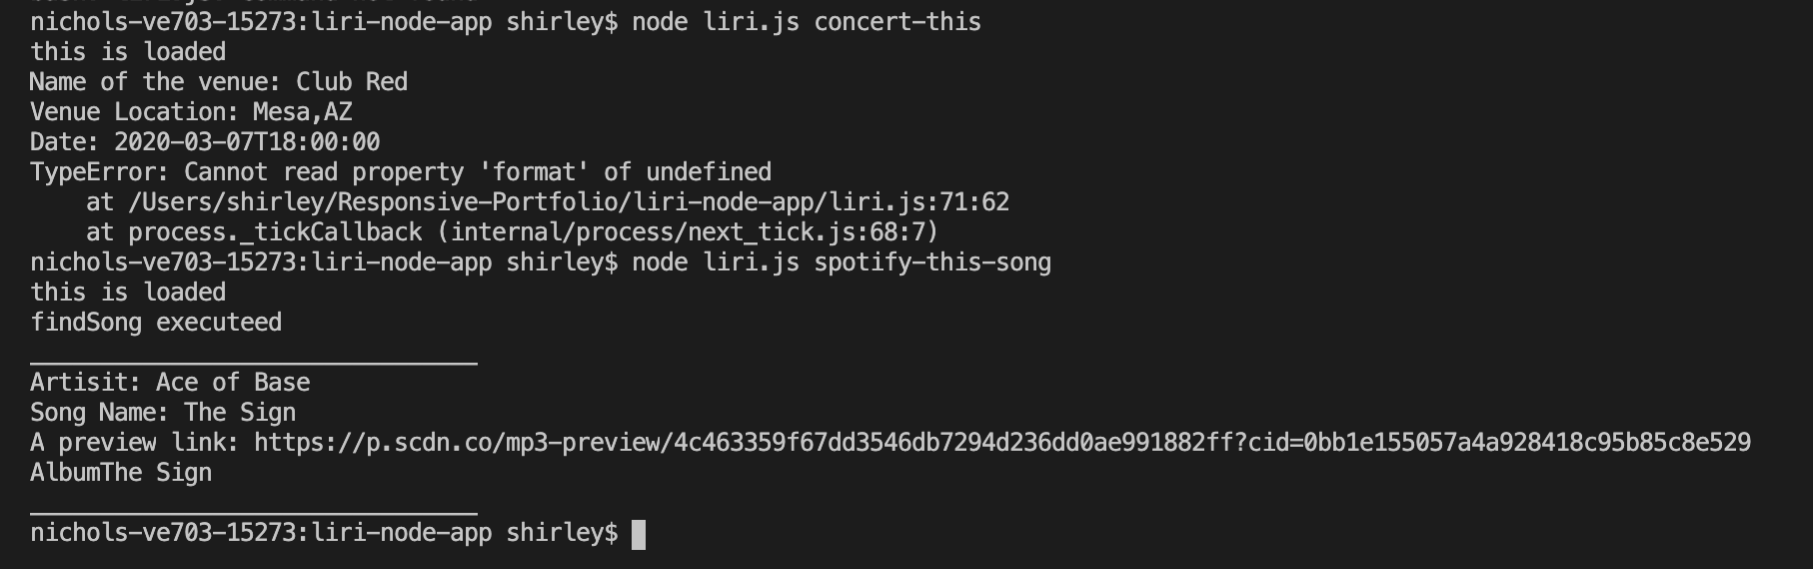 nichols-ve703-15273:liri-node-app shirley$ node liri.js concert-this
this is loaded
Name of the venue: Club Red
Venue Location: Mesa,AZ
Date: 2020-03-07T18:00:00
TypeError: Cannot read property 'format' of undefined
    at /Users/shirley/Responsive-Portfolio/liri-node-app/liri.js:71:62
    at process._tickCallback (internal/process/next_tick.js:68:7)
nichols-ve703-15273:liri-node-app shirley$ node liri.js spotify-this-song
this is loaded
findSong executeed
________________________________
Artisit: Ace of Base
Song Name: The Sign
A preview link: https://p.scdn.co/mp3-preview/4c463359f67dd3546db7294d236dd0ae991882ff?cid=0bb1e155057a4a928418c95b85c8e529
AlbumThe Sign
________________________________
nichols-ve703-15273:liri-node-app shirley$